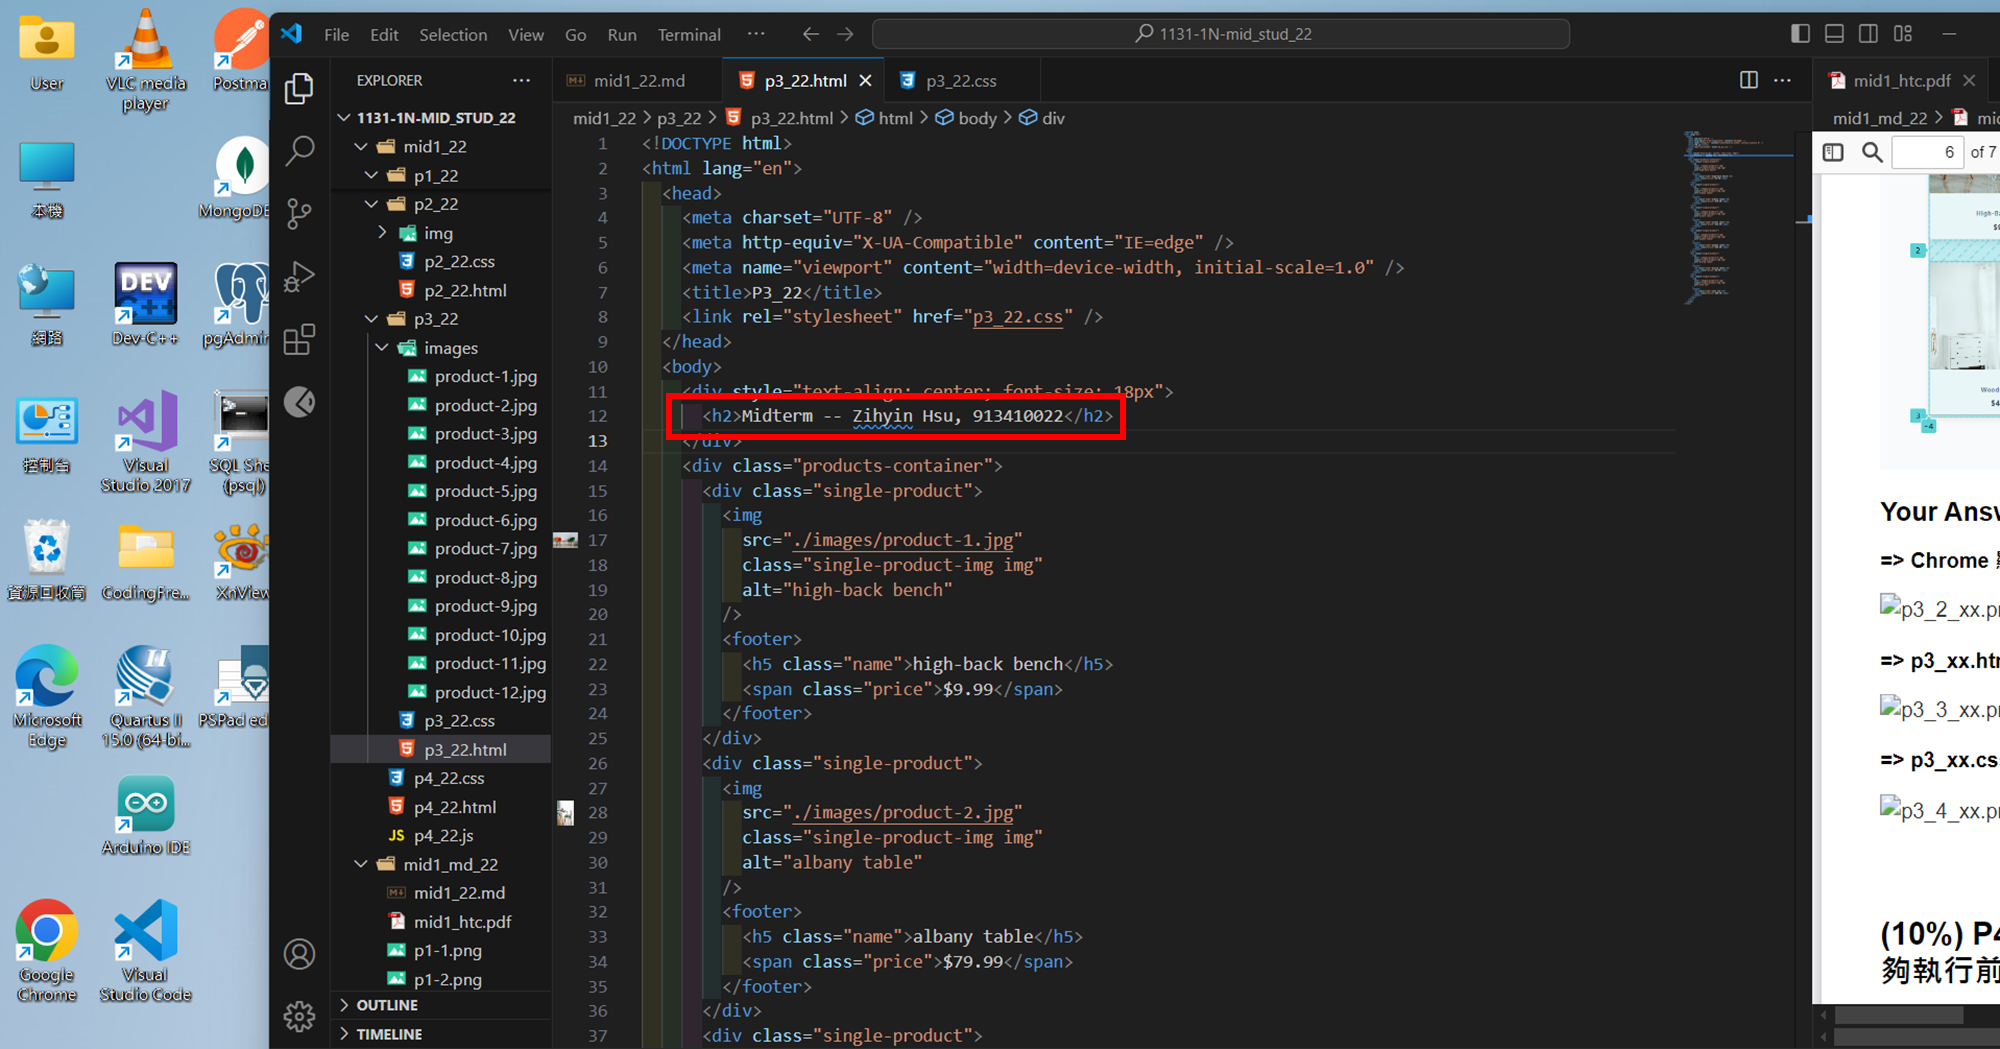 User
VLC media player
Postma
本機
MongoDB
網路
Dev-C++
pgAdmin
控制台
Visual Studio 2017
SQL She
(psql)
資源回收筒
CodingFre...
XnView
Microsoft Edge
Quartus II 15.0 (64-bi...
PSPad ed
Arduino IDE
Google Chrome
Visual Studio Code
File Edit Selection View Go Run Terminal ···
1131-1N-mid_stud_22
EXPLORER ···
1131-1N-MID_STUD_22
mid1_22
p1_22
p2_22
img
p2_22.css
p2_22.html
p3_22
images
product-1.jpg
product-2.jpg
product-3.jpg
product-4.jpg
product-5.jpg
product-6.jpg
product-7.jpg
product-8.jpg
product-9.jpg
product-10.jpg
product-11.jpg
product-12.jpg
p3_22.css
p3_22.html
p4_22.css
p4_22.html
JS p4_22.js
mid1_md_22
mid1_22.md
mid1_htc.pdf
p1-1.png
p1-2.png
OUTLINE
TIMELINE
mid1_22.md p3_22.html p3_22.css
mid1_22 > p3_22 > p3_22.html > html > body > div
1 <!DOCTYPE html>
2 <html lang="en">
3 <head>
4 <meta charset="UTF-8" />
5 <meta http-equiv="X-UA-Compatible" content="IE=edge" />
6 <meta name="viewport" content="width=device-width, initial-scale=1.0" />
7 <title>P3_22</title>
8 <link rel="stylesheet" href="p3_22.css" />
9 </head>
10 <body>
11 <div style="text-align: center; font-size: 18px">
12 <h2>Midterm -- Zihyin Hsu, 913410022</h2>
13 </div>
14 <div class="products-container">
15 <div class="single-product">
16 <img
17 src="./images/product-1.jpg"
18 class="single-product-img img"
19 alt="high-back bench"
20 />
21 <footer>
22 <h5 class="name">high-back bench</h5>
23 <span class="price">$9.99</span>
24 </footer>
25 </div>
26 <div class="single-product">
27 <img
28 src="./images/product-2.jpg"
29 class="single-product-img img"
30 alt="albany table"
31 />
32 <footer>
33 <h5 class="name">albany table</h5>
34 <span class="price">$79.99</span>
35 </footer>
36 </div>
37 <div class="single-product">
mid1_htc.pdf
mid1_md_22 > mid
6 of 7
High-Ba
2
Wood
$4
3
-4
Your Answ
=> Chrome
p3_2_xx.p
=> p3_xx.htm
p3_3_xx.p
=> p3_xx.cs
p3_4_xx.p
(10%) P4
夠執行前